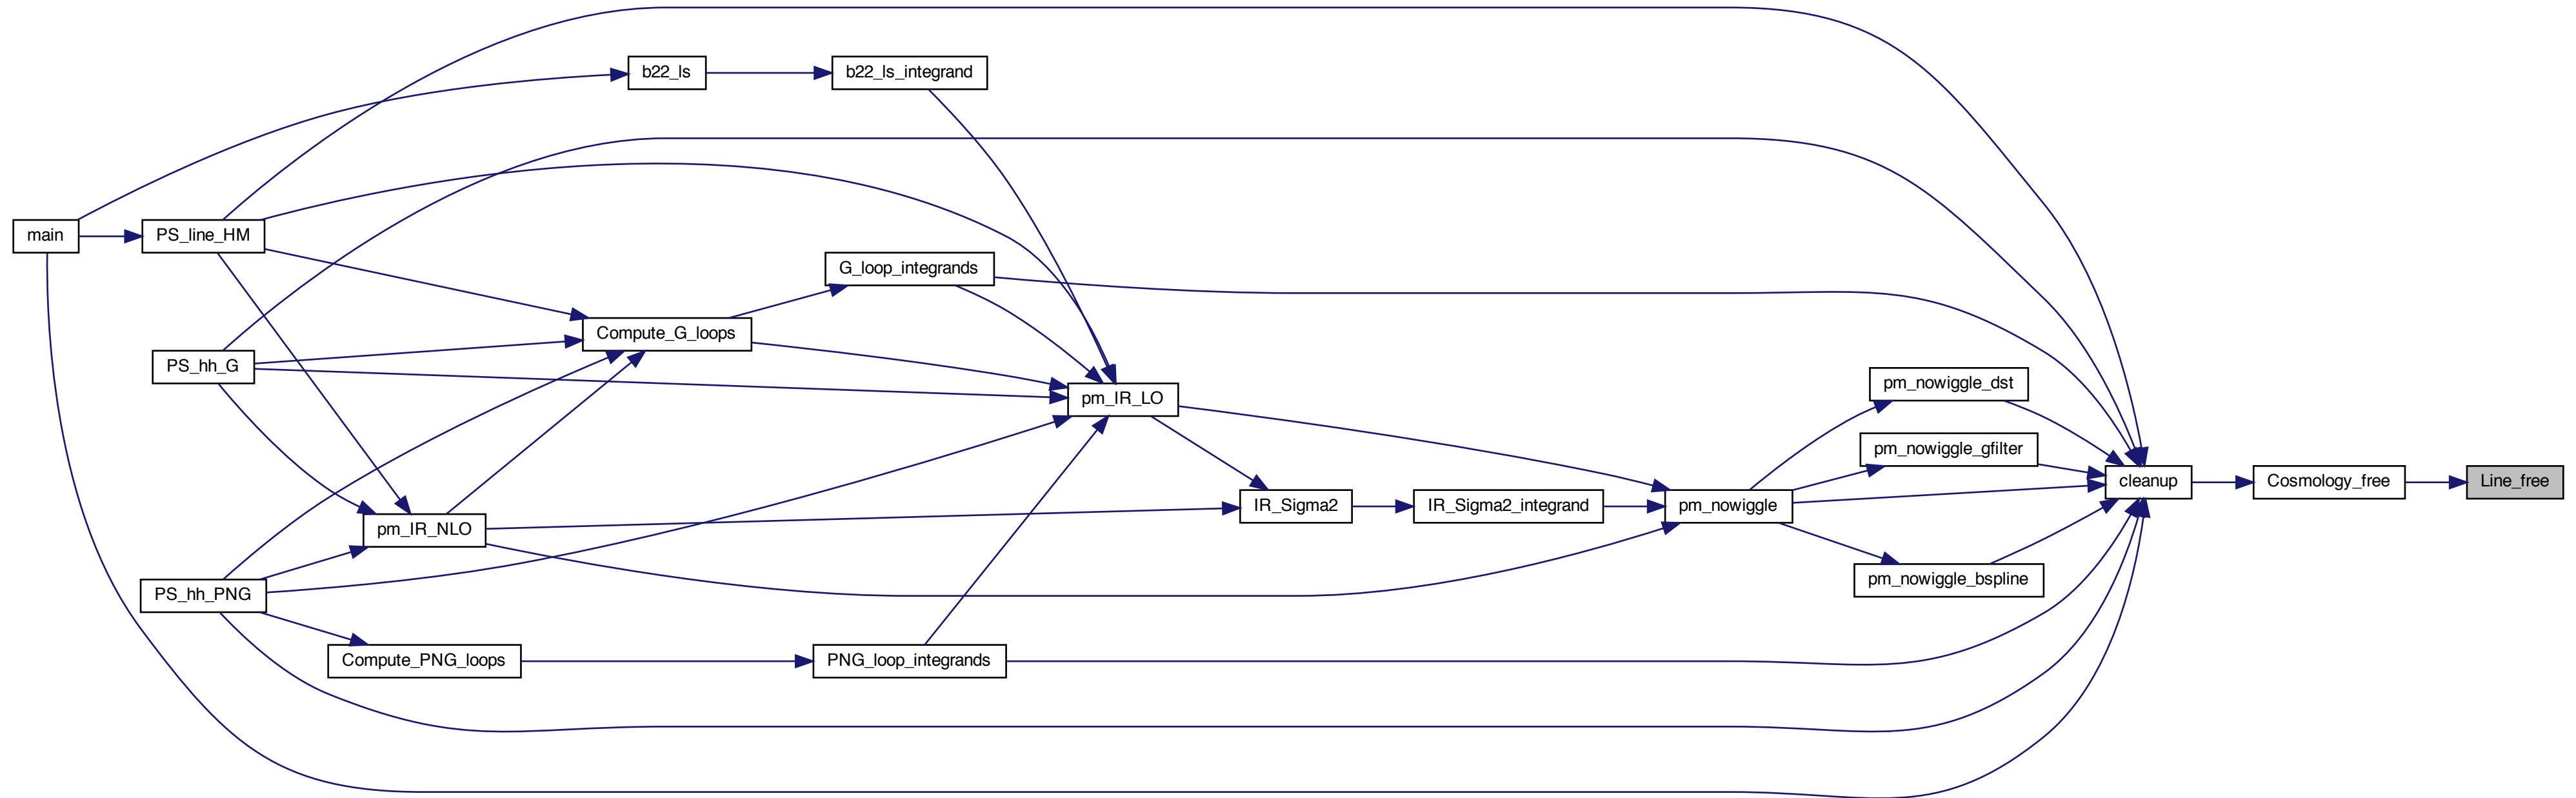 b22_ls
b22_ls_integrand
main
PS_line_HM
G_loop_integrands
Compute_G_loops
PS_hh_G
pm_IR_LO
pm_nowiggle_dst
pm_nowiggle_gfilter
cleanup
Cosmology_free
Line_free
IR_Sigma2
IR_Sigma2_integrand
pm_nowiggle
pm_IR_NLO
pm_nowiggle_bspline
PS_hh_PNG
Compute_PNG_loops
PNG_loop_integrands